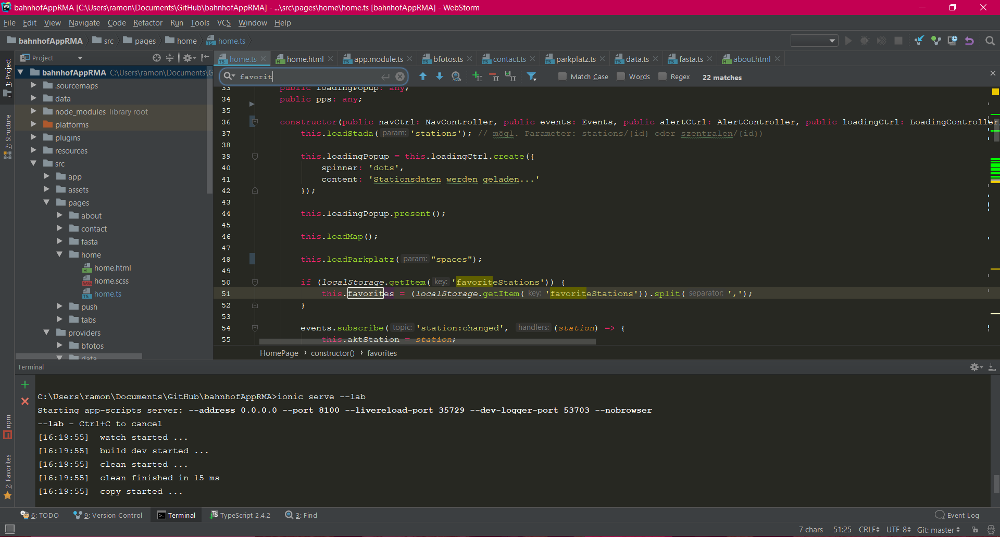 bahnhofAppRMA [C:\Users\ramon\Documents\GitHub\bahnhofAppRMA] - ...\src\pages\home\home.ts [bahnhofAppRMA] - WebStorm
File Edit View Navigate Code Refactor Run Tools VCS Window Help
bahnhofAppRMA src pages home home.ts
Project
home.ts home.html app.module.ts bfotos.ts contact.ts parkplatz.ts data.ts fasta.ts about.html
favorit
Match Case Words Regex 22 matches
1: Project
7: Structure
npm
2: Favorites
bahnhofAppRMA C:\Users\ramon\Documents\G
.sourcemaps
data
node_modules library root
platforms
plugins
resources
src
app
assets
pages
about
contact
fasta
home
home.html
home.scss
home.ts
push
tabs
providers
bfotos
data
33 public loadingPopup: any;
34 public pps: any;
35
36 constructor(public navCtrl: NavController, public events: Events, public alertCtrl: AlertController, public loadingCtrl: LoadingController
37 this.loadStada( param: 'stations'); // mögl. Parameter: stations/{id} oder szentralen/{id})
38
39 this.loadingPopup = this.loadingCtrl.create({
40 spinner: 'dots',
41 content: 'Stationsdaten werden geladen...'
42 });
43
44 this.loadingPopup.present();
45
46 this.loadMap();
47
48 this.loadParkplatz( param: "spaces");
49
50 if (localStorage.getItem( key: 'favoriteStations')) {
51 this.favorites = (localStorage.getItem( key: 'favoriteStations')).split( separator: ',');
52 }
53
54 events.subscribe( topic: 'station:changed', handlers: (station) => {
55 this.aktStation = station;
HomePage › constructor() › favorites
Terminal
C:\Users\ramon\Documents\GitHub\bahnhofAppRMA>ionic serve --lab
Starting app-scripts server: --address 0.0.0.0 --port 8100 --livereload-port 35729 --dev-logger-port 53703 --nobrowser
--lab - Ctrl+C to cancel
[16:19:55] watch started ...
[16:19:55] build dev started ...
[16:19:55] clean started ...
[16:19:55] clean finished in 15 ms
[16:19:55] copy started ...
6: TODO 9: Version Control Terminal TypeScript 2.4.2 3: Find Event Log
7 chars 51:25 CRLF UTF-8 Git: master